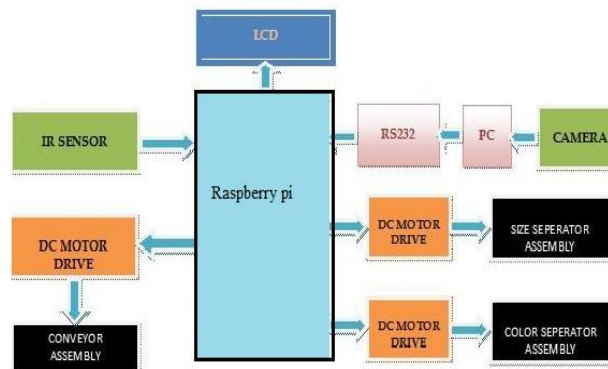 LCD
IR SENSOR
RS232
PC
CAMERA
Raspberry pi
DC MOTOR
DRIVE
DC MOTOR
DRIVE
SIZE SEPERATOR
ASSEMBLY
CONVEYOR
ASSEMBLY
DC MOTOR
DRIVE
COLOR SEPERATOR
ASSEMBLY